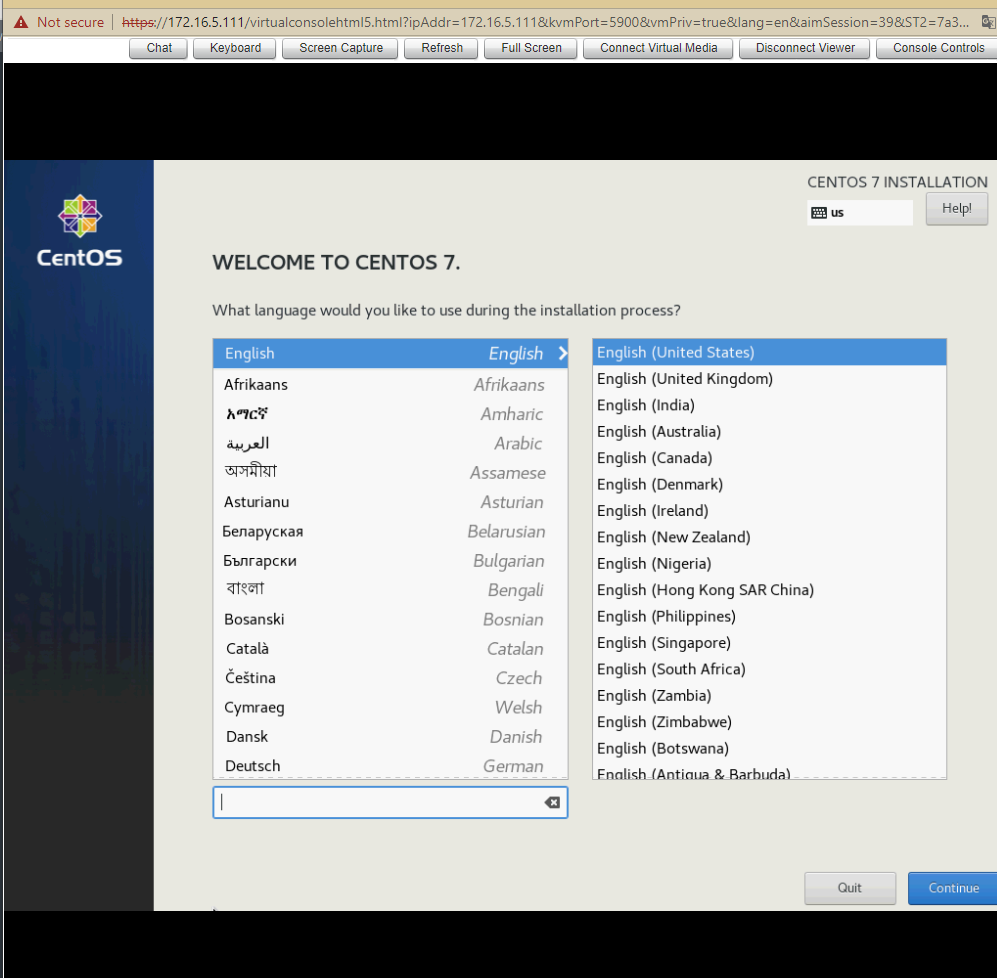 Not secure https://172.16.5.111/virtualconsolehtml5.html?ipAddr=172.16.5.111&kvmPort=5900&vmPriv=true&lang=en&aimSession=39&ST2=7a3...
Chat Keyboard Screen Capture Refresh Full Screen Connect Virtual Media Disconnect Viewer Console Controls
CentOS
CENTOS 7 INSTALLATION
us Help!
WELCOME TO CENTOS 7.
What language would you like to use during the installation process?
English English
Afrikaans Afrikaans
አማርኛ Amharic
العربية Arabic
অসমীয়া Assamese
Asturianu Asturian
Беларуская Belarusian
Български Bulgarian
বাংলা Bengali
Bosanski Bosnian
Català Catalan
Čeština Czech
Cymraeg Welsh
Dansk Danish
Deutsch German
English (United States)
English (United Kingdom)
English (India)
English (Australia)
English (Canada)
English (Denmark)
English (Ireland)
English (New Zealand)
English (Nigeria)
English (Hong Kong SAR China)
English (Philippines)
English (Singapore)
English (South Africa)
English (Zambia)
English (Zimbabwe)
English (Botswana)
English (Antigua & Barbuda)
Quit Continue